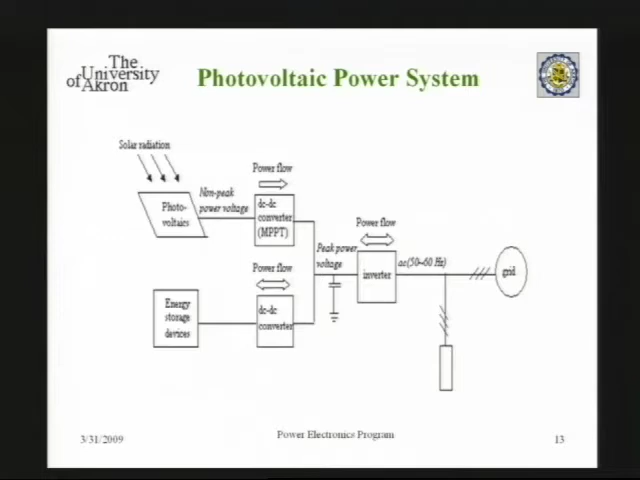 The
University
of Akron
Photovoltaic Power System
Solar radiation
Photo-
voltaics
Non-peak
power voltage
Power flow
dc-dc
converter
(MPPT)
Peak power
voltage
Power flow
inverter
ac(50~60 Hz)
grid
Energy
storage
devices
Power flow
dc-dc
converter
3/31/2009
Power Electronics Program
13